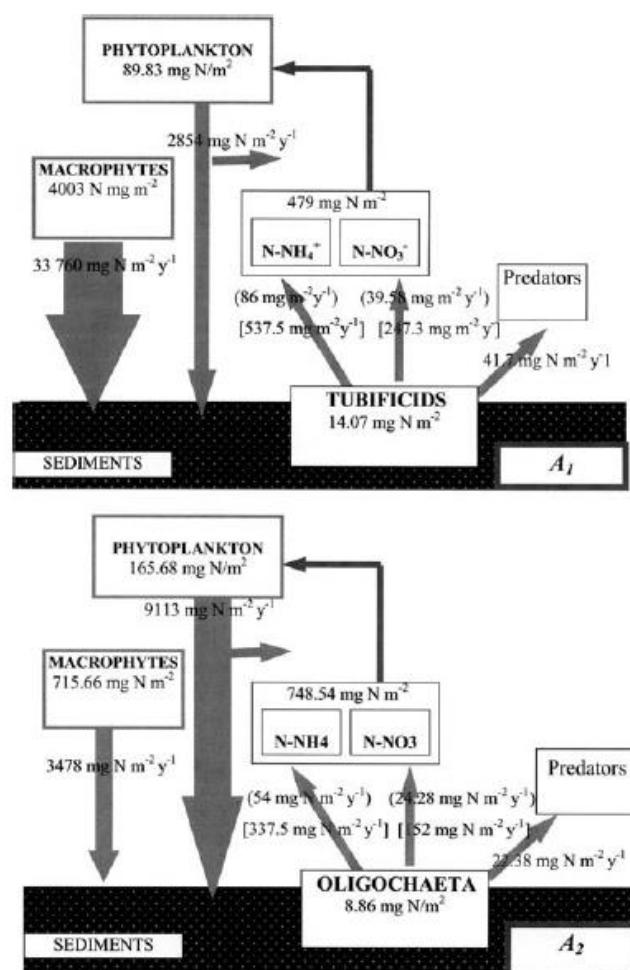 PHYTOPLANKTON
89.83 mg N/m²
2854 mg N m⁻² y⁻¹
MACROPHYTES
4003 N mg m⁻²
33 760 mg N m⁻² y⁻¹
479 mg N m⁻²
N-NH₄⁺ N-NO₃⁻
Predators
(86 mg m⁻²y⁻¹) (39.58 mg m⁻²y⁻¹)
[537.5 mg m⁻²y⁻¹] [247.3 mg m⁻²y⁻]
41.7 mg N m⁻² y⁻¹
TUBIFICIDS
14.07 mg N m⁻²
SEDIMENTS
A₁
PHYTOPLANKTON
165.68 mg N/m²
9113 mg N m⁻² y⁻¹
MACROPHYTES
715.66 mg N m⁻²
3478 mg N m⁻² y⁻¹
748.54 mg N m⁻²
N-NH4 N-NO3
Predators
(54 mg N m⁻² y⁻¹) (24.28 mg N m⁻² y⁻¹)
[337.5 mg N m⁻² y⁻¹] [152 mg N m⁻² y⁻¹]
22.38 mg N m⁻² y⁻¹
OLIGOCHAETA
8.86 mg N/m²
SEDIMENTS
A₂